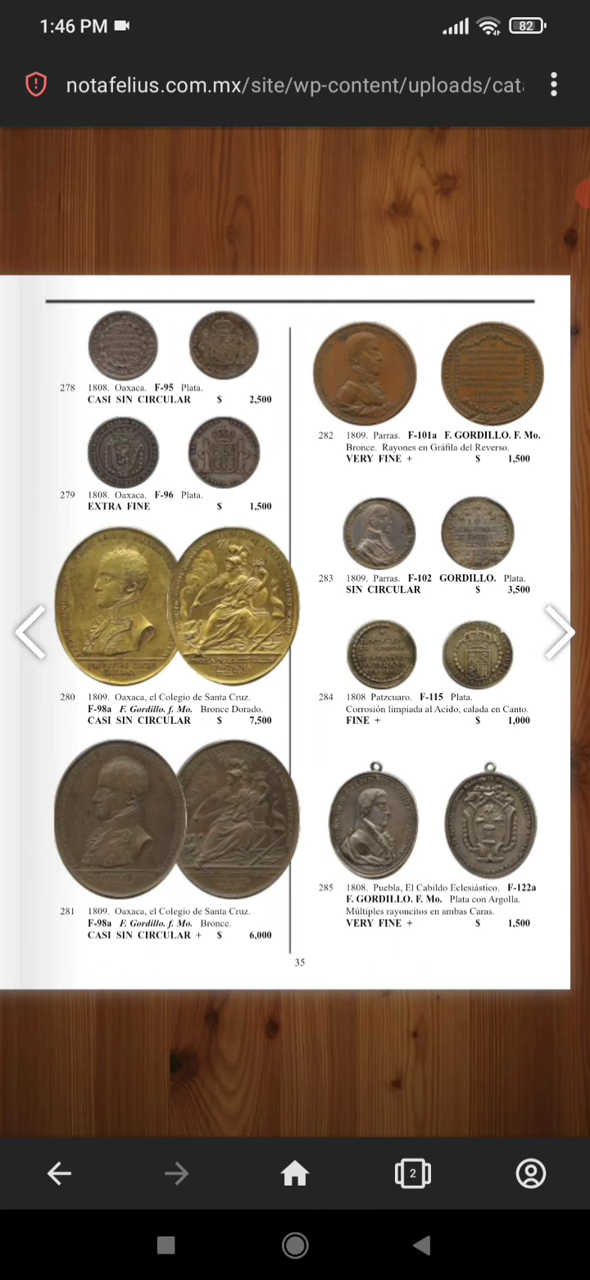 1:46 PM
82
notafelius.com.mx/site/wp-content/uploads/cat
278 1808. Oaxaca. F-95 Plata.
CASI SIN CIRCULAR $ 2,500
279 1808. Oaxaca. F-96 Plata.
EXTRA FINE $ 1,500
280 1809. Oaxaca, el Colegio de Santa Cruz.
F-98a F. Gordillo. f. Mo. Bronce Dorado.
CASI SIN CIRCULAR $ 7,500
281 1809. Oaxaca, el Colegio de Santa Cruz.
F-98a F. Gordillo. f. Mo. Bronce.
CASI SIN CIRCULAR + $ 6,000
282 1809. Parras. F-101a F. GORDILLO. F. Mo.
Bronce. Rayones en Gráfila del Reverso.
VERY FINE + $ 1,500
283 1809. Parras. F-102 GORDILLO. Plata.
SIN CIRCULAR $ 3,500
284 1808 Patzcuaro. F-115 Plata.
Corrosión limpiada al Acido, calada en Canto.
FINE + $ 1,000
285 1808. Puebla, El Cabildo Eclesiástico. F-122a
F. GORDILLO. F. Mo. Plata con Argolla.
Múltiples rayoncitos en ambas Caras.
VERY FINE + $ 1,500
35
2